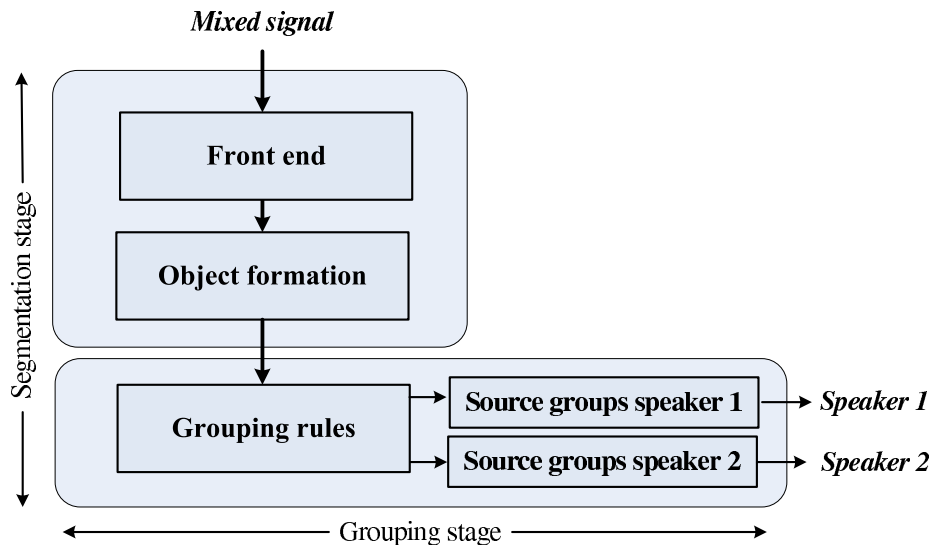 Mixed signal
Front end
Object formation
Segmentation stage
Grouping rules
Source groups speaker 1
Speaker 1
Source groups speaker 2
Speaker 2
Grouping stage